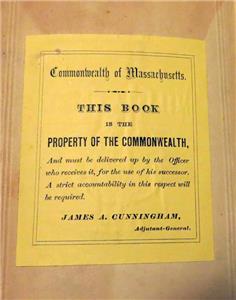 Commonwealth of Massachusetts.
THIS BOOK
IS THE
PROPERTY OF THE COMMONWEALTH,
And must be delivered up by the Officer
who receives it, for the use of his successor.
A strict accountability in this respect will
be required.
JAMES A. CUNNINGHAM,
Adjutant-General.